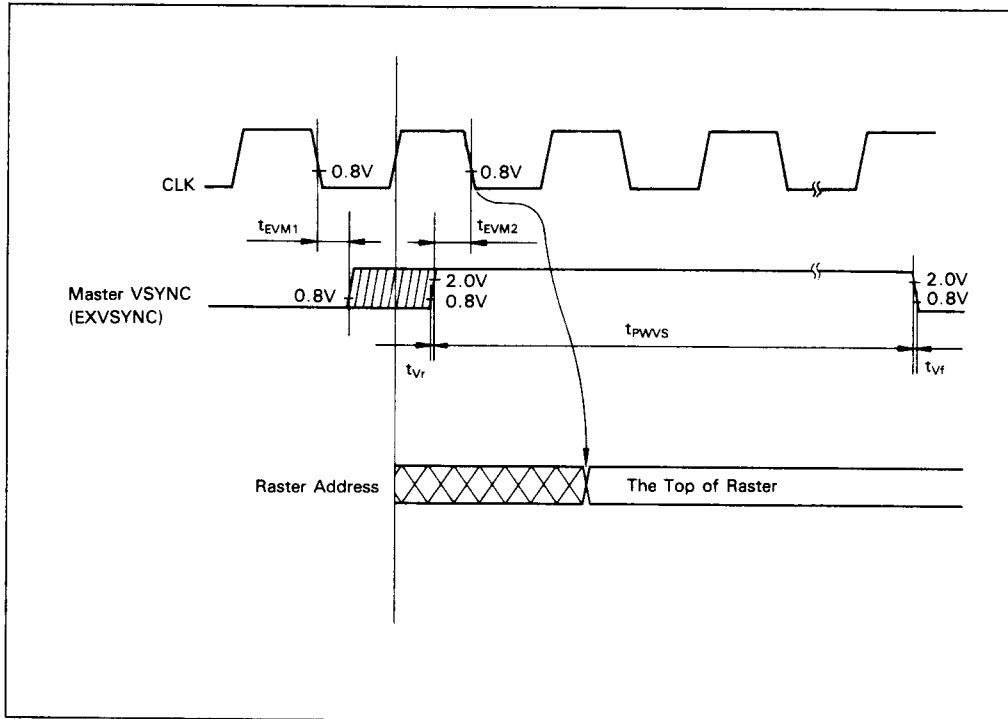 CLK
0.8V
0.8V
tEVM1
tEVM2
Master VSYNC
(EXVSYNC)
0.8V
2.0V
0.8V
2.0V
0.8V
tPWVS
tVr
tVf
Raster Address
The Top of Raster